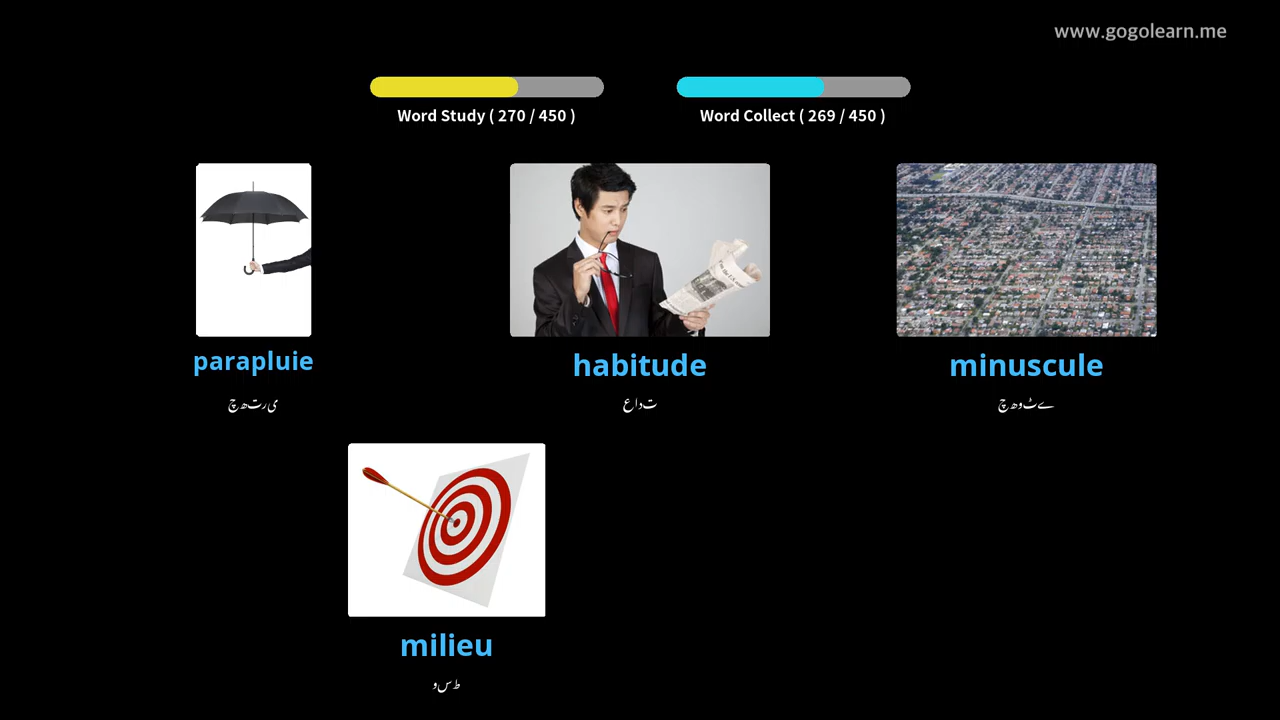 www.gogolearn.me
Word Study ( 270 / 450 )
Word Collect ( 269 / 450 )
parapluie
چھتری
habitude
عادت
minuscule
چھوٹے
milieu
وسط